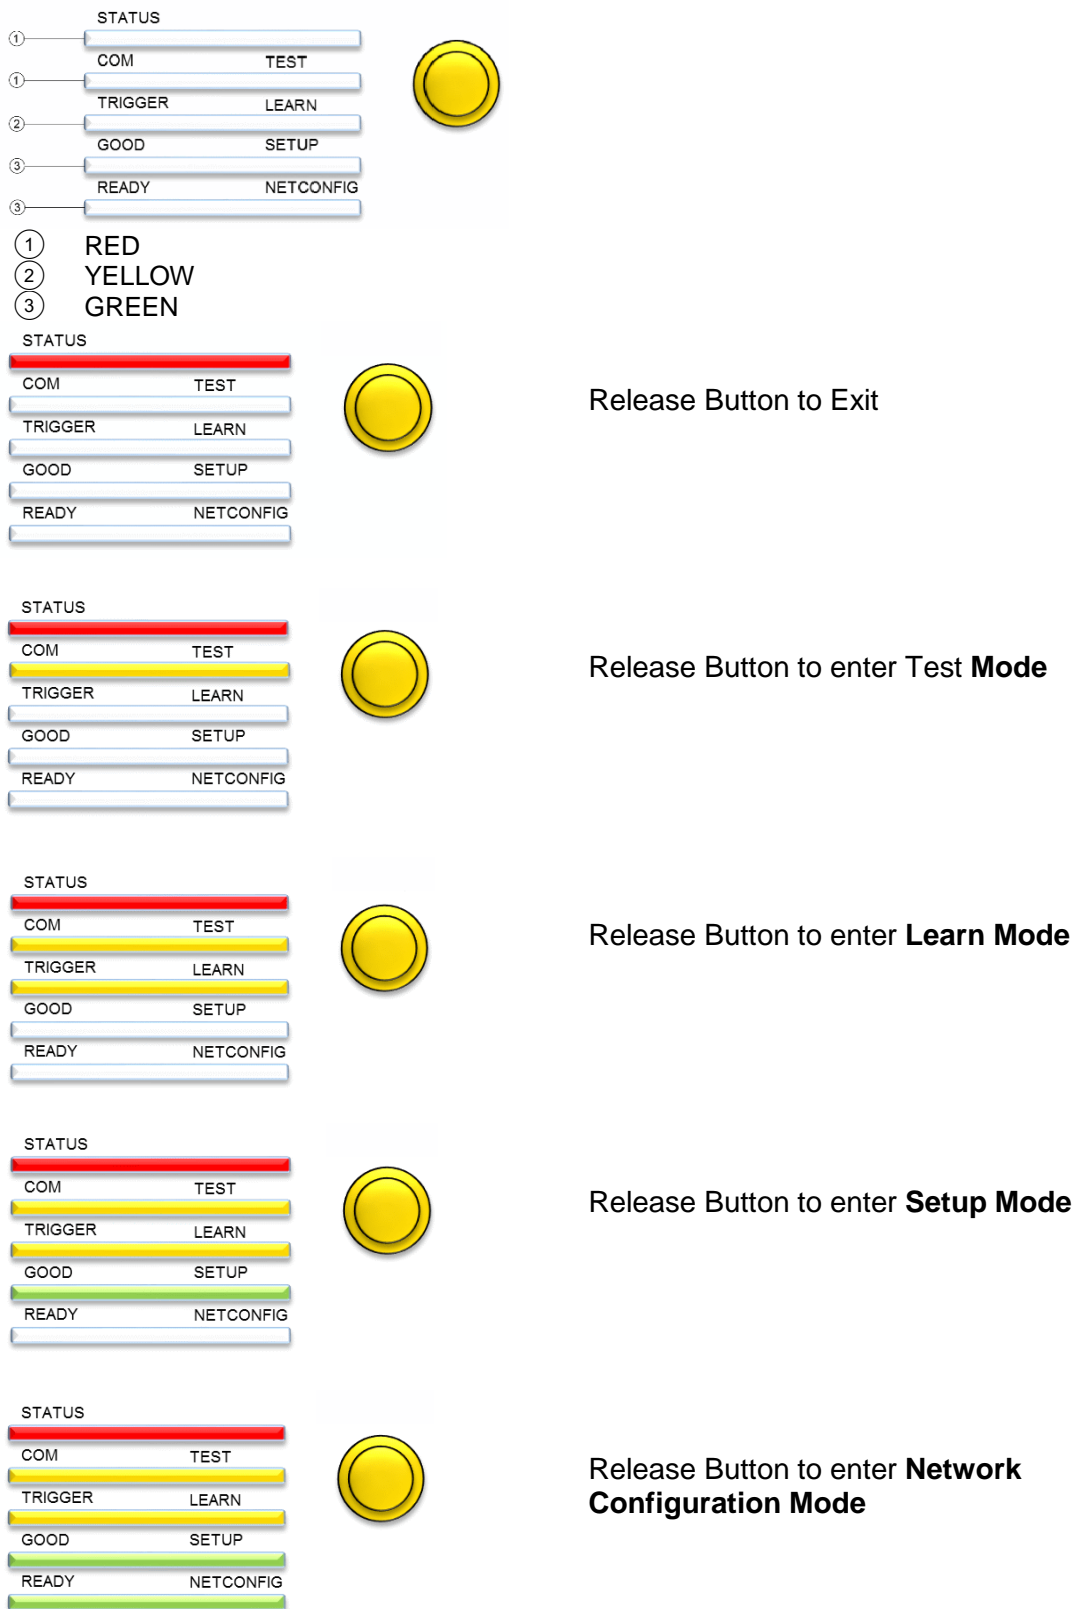 STATUS
① COM TEST
① TRIGGER LEARN
② GOOD SETUP
③ READY NETCONFIG
③
① RED
② YELLOW
③ GREEN
STATUS
COM TEST
TRIGGER LEARN
GOOD SETUP
READY NETCONFIG
Release Button to Exit
STATUS
COM TEST
TRIGGER LEARN
GOOD SETUP
READY NETCONFIG
Release Button to enter Test Mode
STATUS
COM TEST
TRIGGER LEARN
GOOD SETUP
READY NETCONFIG
Release Button to enter Learn Mode
STATUS
COM TEST
TRIGGER LEARN
GOOD SETUP
READY NETCONFIG
Release Button to enter Setup Mode
STATUS
COM TEST
TRIGGER LEARN
GOOD SETUP
READY NETCONFIG
Release Button to enter Network
Configuration Mode